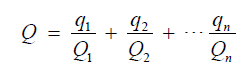 Q = q₁/Q₁ + q₂/Q₂ + ⋯ qₙ/Qₙ